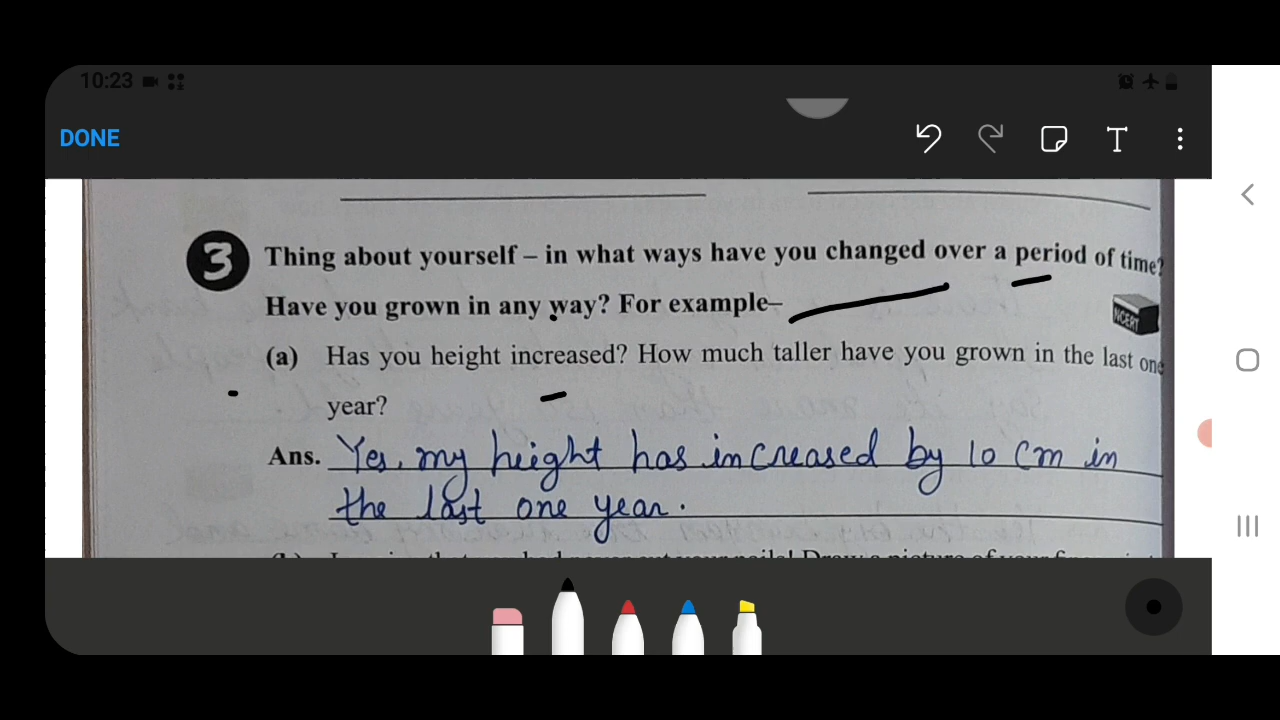 10:23
DONE
T
3 Thing about yourself – in what ways have you changed over a period of time?
Have you grown in any way? For example–
NCERT
(a) Has you height increased? How much taller have you grown in the last one
year?
Ans. Yes, my height has increased by 10 cm in
the last one year.